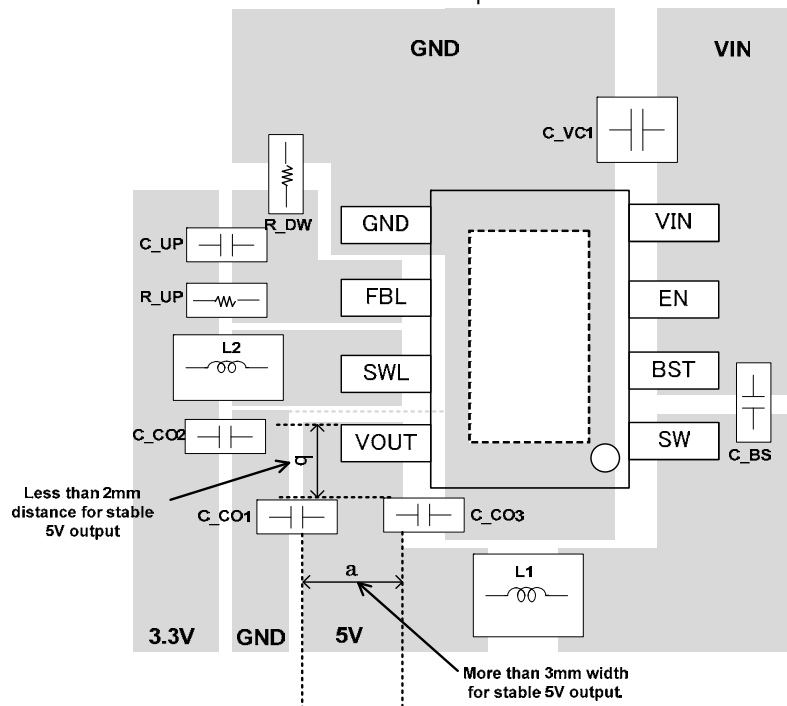 GND
VIN
C_VC1
R_DW
C_UP
GND
VIN
R_UP
FBL
EN
L2
SWL
BST
C_CO2
VOUT
SW
C_BS
b
Less than 2mm
distance for stable
5V output
C_CO1
C_CO3
a
L1
3.3V
GND
5V
More than 3mm width
for stable 5V output.